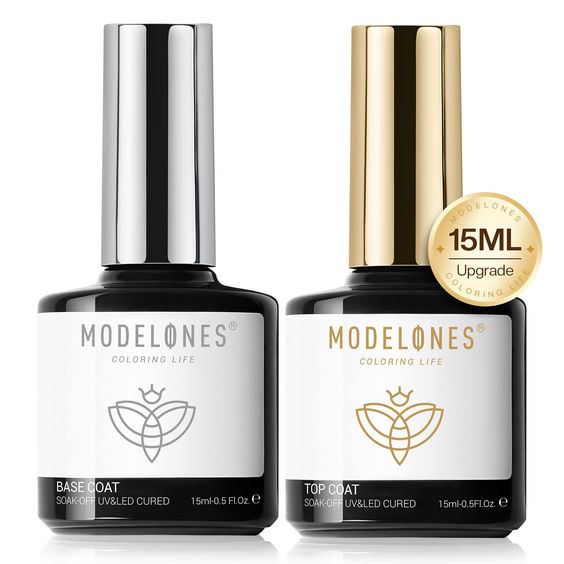 MODELONES®
COLORING LIFE
BASE COAT
SOAK-OFF UV&LED CURED
15ml-0.5 Fl.Oz. ℮
MODELONES®
COLORING LIFE
TOP COAT
SOAK-OFF UV&LED CURED
15ml-0.5Fl.Oz. ℮
MODELONES
15ML
Upgrade
COLORING LIFE